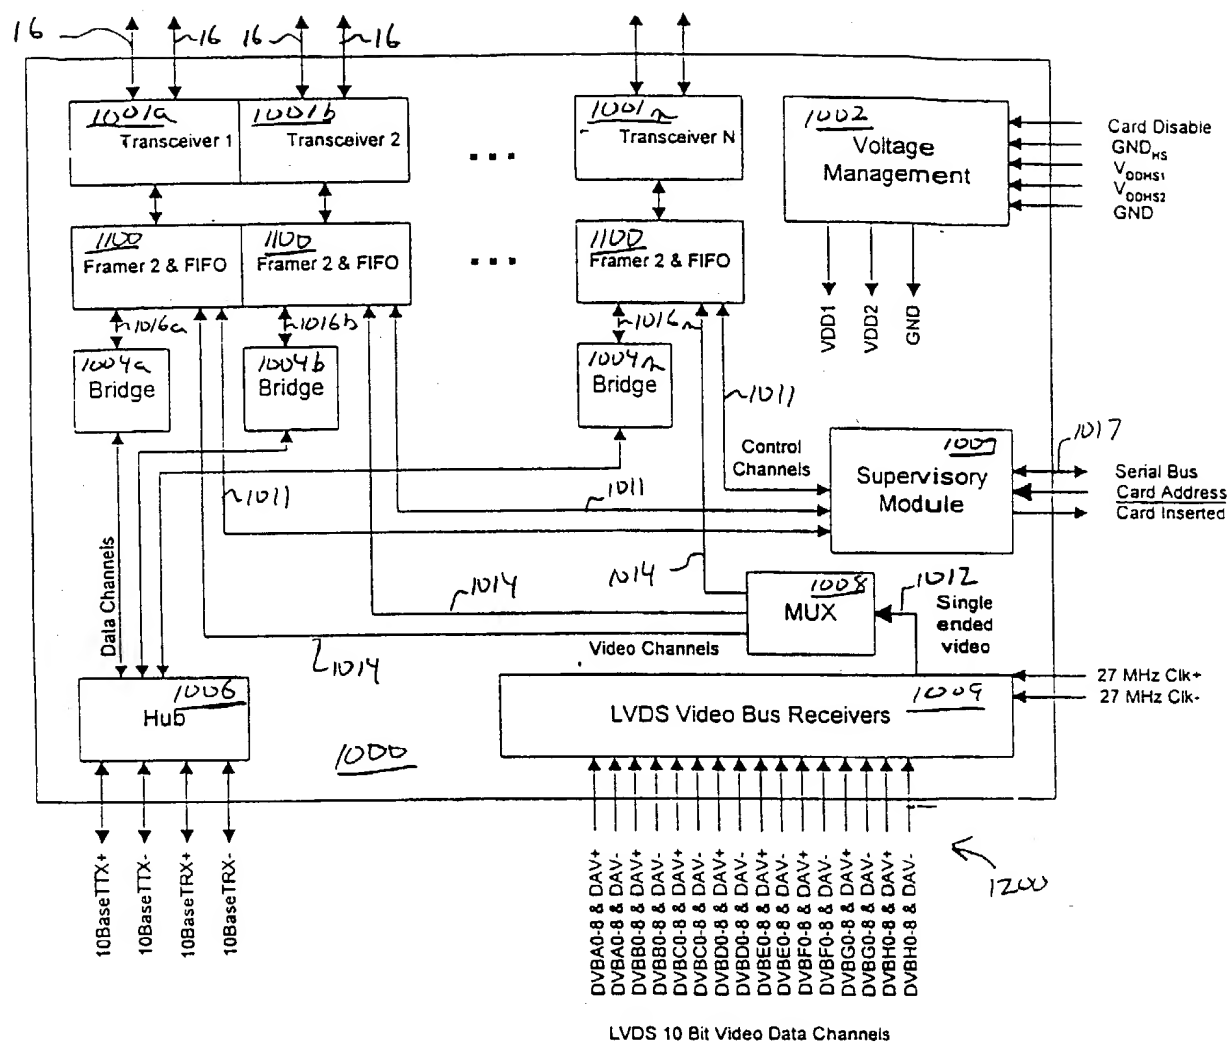 16
16
16
16
1001a
Transceiver 1
1001b
Transceiver 2
1001n
Transceiver N
1002
Voltage
Management
Card Disable
GND_HS
V_DDHS1
V_DDHS2
GND
1100
Framer 2 & FIFO
1100
Framer 2 & FIFO
1100
Framer 2 & FIFO
VDD1
VDD2
GND
1016a
1016b
1016n
1004a
Bridge
1004b
Bridge
1004n
Bridge
1011
Control
Channels
Supervisory
Module
1017
Serial Bus
Card Address
Card Inserted
1011
1011
Data Channels
1014
1014
1008
MUX
1012
Single
ended
video
Video Channels
1014
1006
Hub
1009
LVDS Video Bus Receivers
27 MHz Clk+
27 MHz Clk-
1000
10BaseTTX+
10BaseTTX-
10BaseTRX+
10BaseTRX-
DVBA0-8 & DAV+
DVBA0-8 & DAV-
DVBB0-8 & DAV+
DVBB0-8 & DAV-
DVBC0-8 & DAV+
DVBC0-8 & DAV-
DVBD0-8 & DAV+
DVBD0-8 & DAV-
DVBE0-8 & DAV+
DVBE0-8 & DAV-
DVBF0-8 & DAV+
DVBF0-8 & DAV-
DVBG0-8 & DAV+
DVBG0-8 & DAV-
DVBH0-8 & DAV+
DVBH0-8 & DAV-
1200
LVDS 10 Bit Video Data Channels